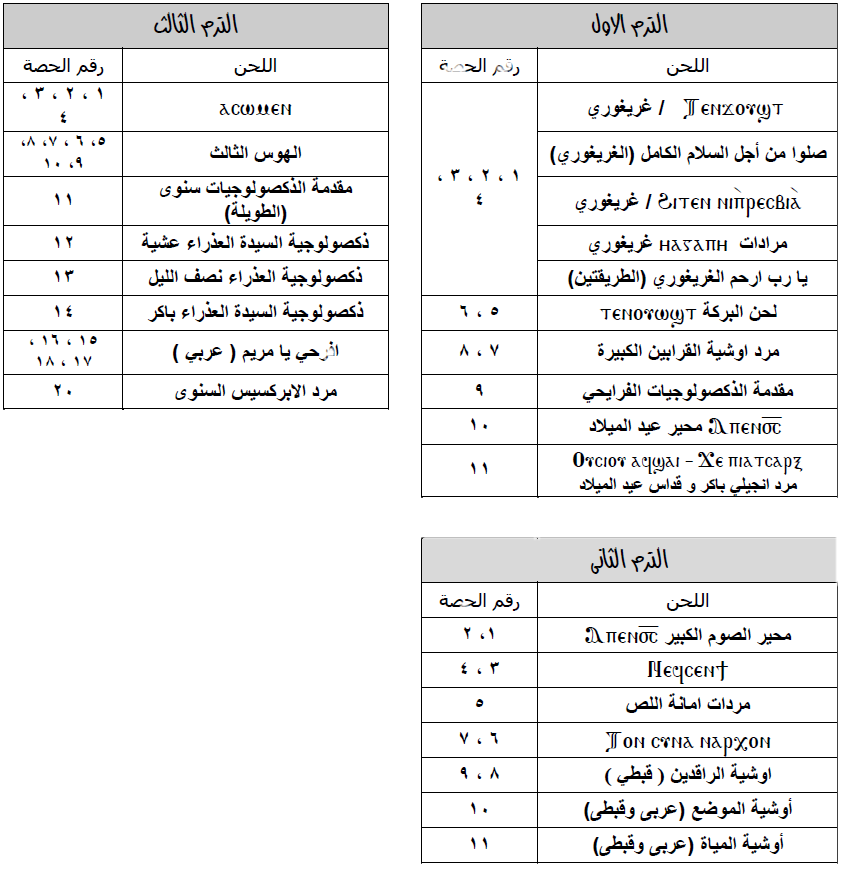 الترم الاول
اللحن رقم الحصة
Ⲡⲉⲛϫⲟⲩϣⲧ / غريغوري
صلوا من أجل السلام الكامل (الغريغوري)
Ϩⲓⲧⲉⲛ ⲛⲓⲡ̀ⲣⲉⲥⲃⲓⲁ̀ / غريغوري
مرادات ⲏⲁⲅⲁⲡⲏ غريغوري
يا رب ارحم الغريغوري (الطريقتين)
١ ، ٢ ، ٣ ،
٤
لحن البركة ⲧⲉⲛⲟⲩⲱϣⲧ ٥ ، ٦
مرد اوشية القرابين الكبيرة ٧ ، ٨
مقدمة الذكصولوجيات الفرايحي ٩
Ⲁⲡⲉⲛⲟ̅ⲥ̅ محير عيد الميلاد ١٠
Ⲟⲩⲥⲓⲟⲩ ⲁϥϣⲁⲓ – Ϫⲉ ⲡⲓⲁⲧⲥⲁⲣⲝ ١١
مرد انجيلي باكر و قداس عيد الميلاد
الترم الثانى
اللحن رقم الحصة
محير الصوم الكبير Ⲁⲡⲉⲛⲟ̅ⲥ̅ ١، ٢
Ⲛⲉϥⲥⲉⲛϯ ٣ ، ٤
مردات امانة اللص ٥
Ⲧⲟⲛ ⲥⲩⲛⲁ ⲛⲁⲣⲭⲟⲛ ٦ ، ٧
اوشية الراقدين ( قبطي ) ٨ ، ٩
أوشية الموضع (عربى وقبطى) ١٠
أوشية المياة (عربى وقبطى) ١١
الترم الثالث
اللحن رقم الحصة
ⲁⲥⲱⲙⲉⲛ ١ ، ٢ ، ٣ ،
٤
الهوس الثالث ٥، ٦ ،٧ ،٨،
٩، ١٠
مقدمة الذكصولوجيات سنوى
(الطويلة) ١١
ذكصولوجية السيدة العذراء عشية ١٢
ذكصولوجية العذراء نصف الليل ١٣
ذكصولوجية السيدة العذراء باكر ١٤
افرحي يا مريم ( عربي ) ١٥ ، ١٦ ،
١٧ ، ١٨
مرد الابركسيس السنوى ٢٠